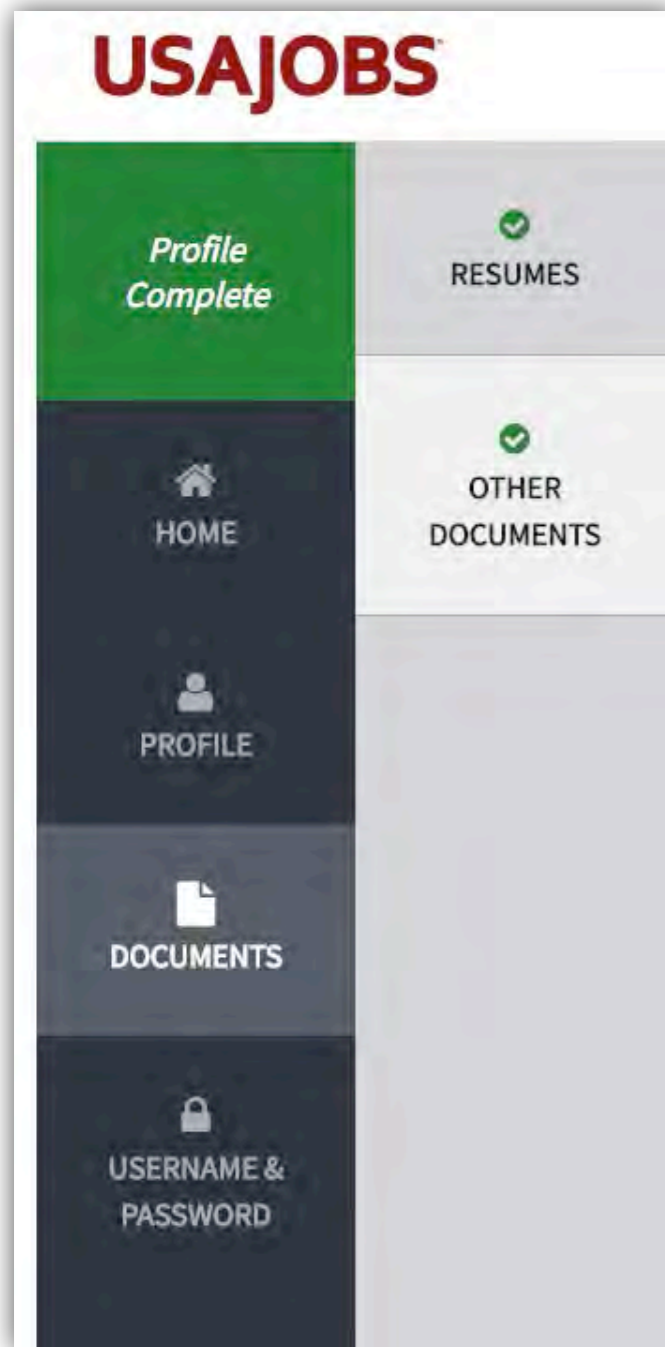 USAJOBS
Profile
Complete
HOME
PROFILE
DOCUMENTS
USERNAME &
PASSWORD
RESUMES
OTHER
DOCUMENTS